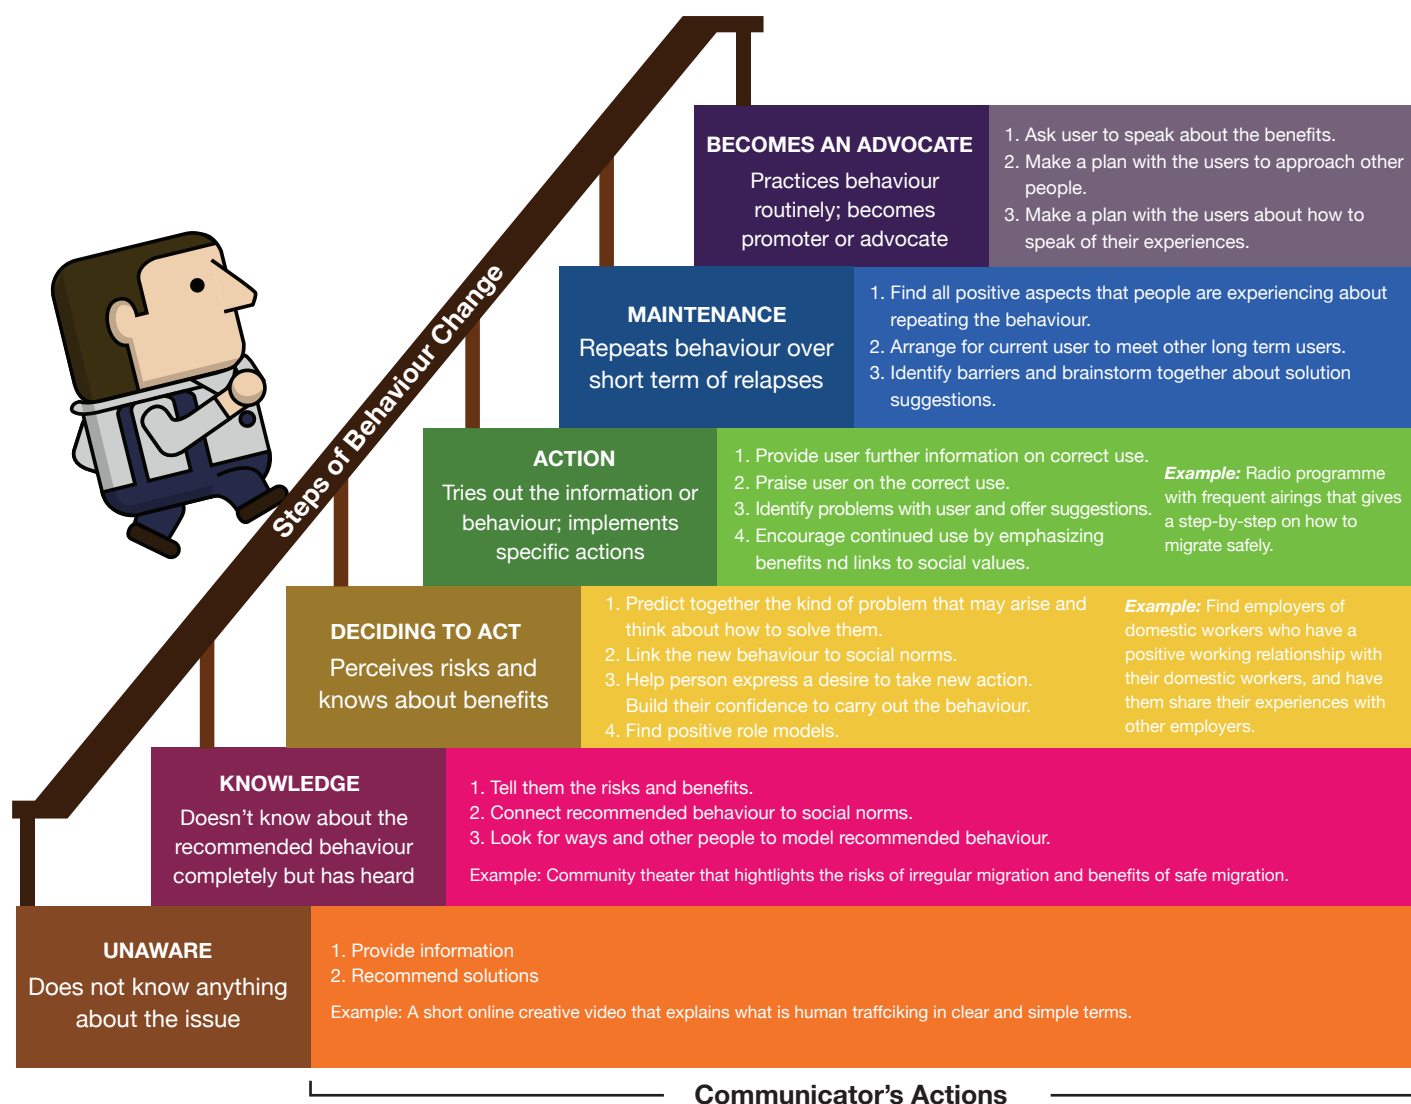 BECOMES AN ADVOCATE
Practices behaviour
routinely; becomes
promoter or advocate
1. Ask user to speak about the benefits.
2. Make a plan with the users to approach other
people.
3. Make a plan with the users about how to
speak of their experiences.
Steps of Behaviour Change
MAINTENANCE
Repeats behaviour over
short term of relapses
1. Find all positive aspects that people are experiencing about
repeating the behaviour.
2. Arrange for current user to meet other long term users.
3. Identify barriers and brainstorm together about solution
suggestions.
ACTION
Tries out the information or
behaviour; implements
specific actions
1. Provide user further information on correct use.
2. Praise user on the correct use.
3. Identify problems with user and offer suggestions.
4. Encourage continued use by emphasizing
benefits nd links to social values.
Example: Radio programme
with frequent airings that gives
a step-by-step on how to
migrate safely.
DECIDING TO ACT
Perceives risks and
knows about benefits
1. Predict together the kind of problem that may arise and
think about how to solve them.
2. Link the new behaviour to social norms.
3. Help person express a desire to take new action.
Build their confidence to carry out the behaviour.
4. Find positive role models.
Example: Find employers of
domestic workers who have a
positive working relationship with
their domestic workers, and have
them share their experiences with
other employers.
KNOWLEDGE
Doesn't know about the
recommended behaviour
completely but has heard
1. Tell them the risks and benefits.
2. Connect recommended behaviour to social norms.
3. Look for ways and other people to model recommended behaviour.
Example: Community theater that hightlights the risks of irregular migration and benefits of safe migration.
UNAWARE
Does not know anything
about the issue
1. Provide information
2. Recommend solutions
Example: A short online creative video that explains what is human traffciking in clear and simple terms.
Communicator's Actions